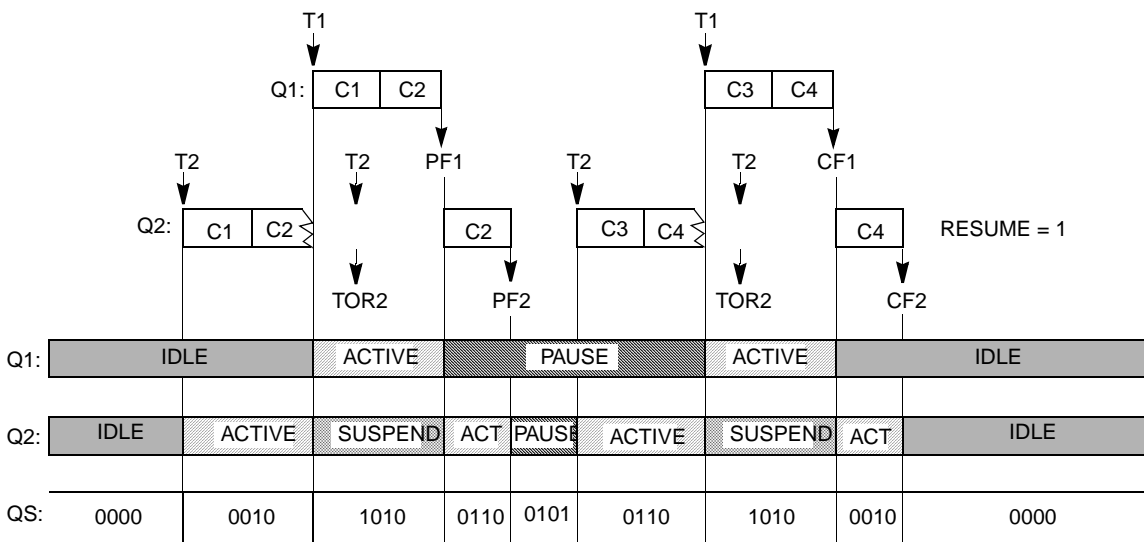 T1 T1
Q1: C1 C2 C3 C4
T2 T2 PF1 T2 T2 CF1
Q2: C1 C2 C2 C3 C4 C4 RESUME = 1
TOR2 PF2 TOR2 CF2
Q1: IDLE ACTIVE PAUSE ACTIVE IDLE
Q2: IDLE ACTIVE SUSPEND ACT PAUSE ACTIVE SUSPEND ACT IDLE
QS: 0000 0010 1010 0110 0101 0110 1010 0010 0000